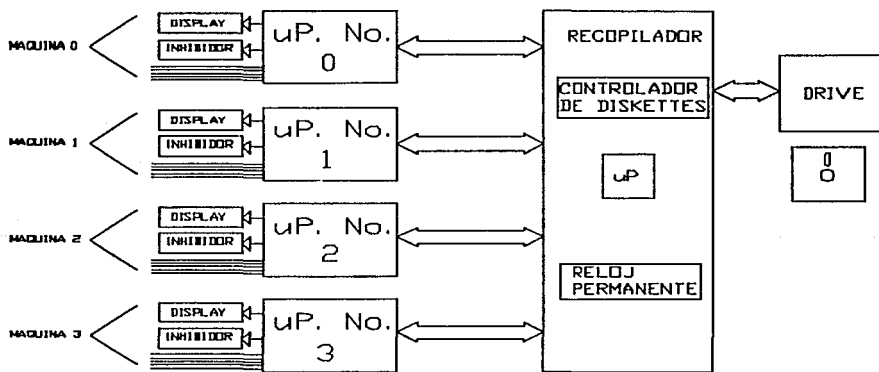 MAQUINA 0
DISPLAY
INHIBIDOR
uP. No.
0
MAQUINA 1
DISPLAY
INHIBIDOR
uP. No.
1
MAQUINA 2
DISPLAY
INHIBIDOR
uP. No.
2
MAQUINA 3
DISPLAY
INHIBIDOR
uP. No.
3
RECOPILADOR
CONTROLADOR
DE DISKETTES
uP
RELOJ
PERMANENTE
DRIVE